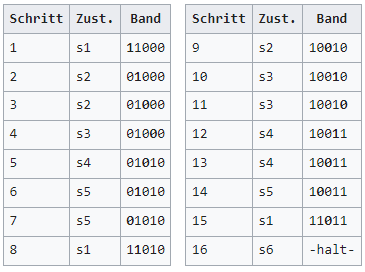 Schritt Zust. Band
1 s1 11000
2 s2 01000
3 s2 01000
4 s3 01000
5 s4 01010
6 s5 01010
7 s5 01010
8 s1 11010
Schritt Zust. Band
9 s2 10010
10 s3 10010
11 s3 10010
12 s4 10011
13 s4 10011
14 s5 10011
15 s1 11011
16 s6 -halt-